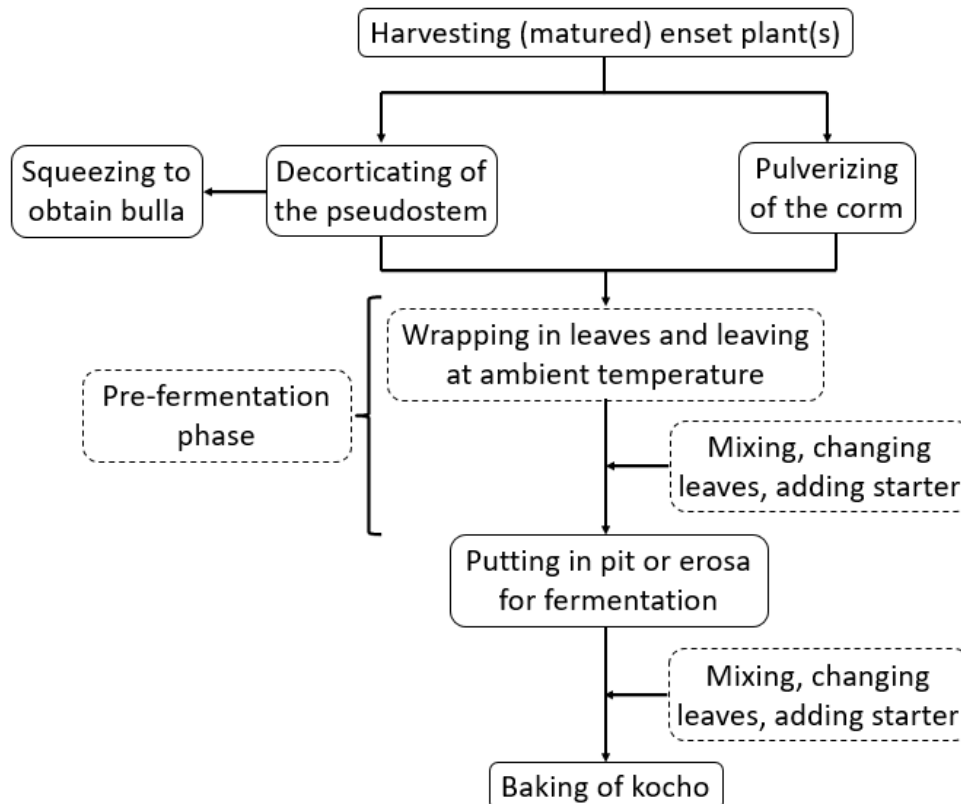 Harvesting (matured) enset plant(s)
Squeezing to
obtain bulla
Decorticating of
the pseudostem
Pulverizing
of the corm
Wrapping in leaves and leaving
at ambient temperature
Pre-fermentation
phase
Mixing, changing
leaves, adding starter
Putting in pit or erosa
for fermentation
Mixing, changing
leaves, adding starter
Baking of kocho